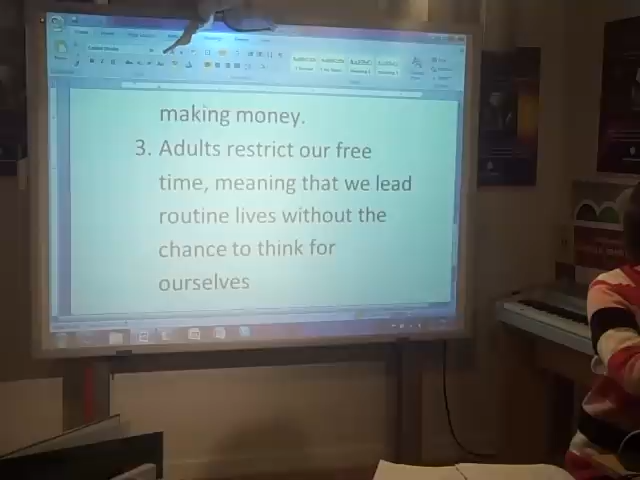 making money.
3. Adults restrict our free
time, meaning that we lead
routine lives without the
chance to think for
ourselves